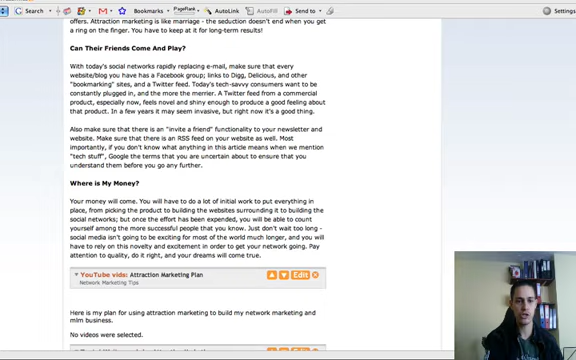 Search
Bookmarks
PageRank
AutoLink
AutoFill
Send to
Settings
offers. Attraction marketing is like marriage - the seduction doesn't end when you get
a ring on the finger. You have to keep it up for long-term results!
Can Their Friends Come And Play?
With today's social networks rapidly replacing e-mail, make sure that every
website/blog you have has a Facebook group; links to Digg, Delicious, and other
"bookmarking" sites, and a Twitter feed. Today's tech-savvy consumers want to be
constantly plugged in, and the more the merrier. A Twitter feed from a commercial
product, especially now, feels novel and shiny enough to produce a good feeling about
that product. In a few years it may seem invasive, but right now it's a good thing.
Also make sure that there is an "invite a friend" functionality to your newsletter and
website. Make sure that there is an RSS feed on your website as well. Most
importantly, if you don't know what anything in this article means when we mention
"tech stuff", Google the terms that you are uncertain about to ensure that you
understand them before you go any further.
Where is My Money?
Your money will come. You will have to do a lot of initial work to put everything in
place, from picking the product to building the websites surrounding it to building the
social networks; but once the effort has been expended, you will be able to count
yourself among the more successful people that you know. Just don't wait too long -
social media isn't going to be exciting for most of the world much longer, and you will
have to rely on this novelty and excitement in order to get your network going. Pay
attention to quality, do it right, and your dreams will come true.
YouTube vids: Attraction Marketing Plan
Edit
Network Marketing Tips
Here is my plan for using attraction marketing to build my network marketing and
mlm business.
No videos were selected.